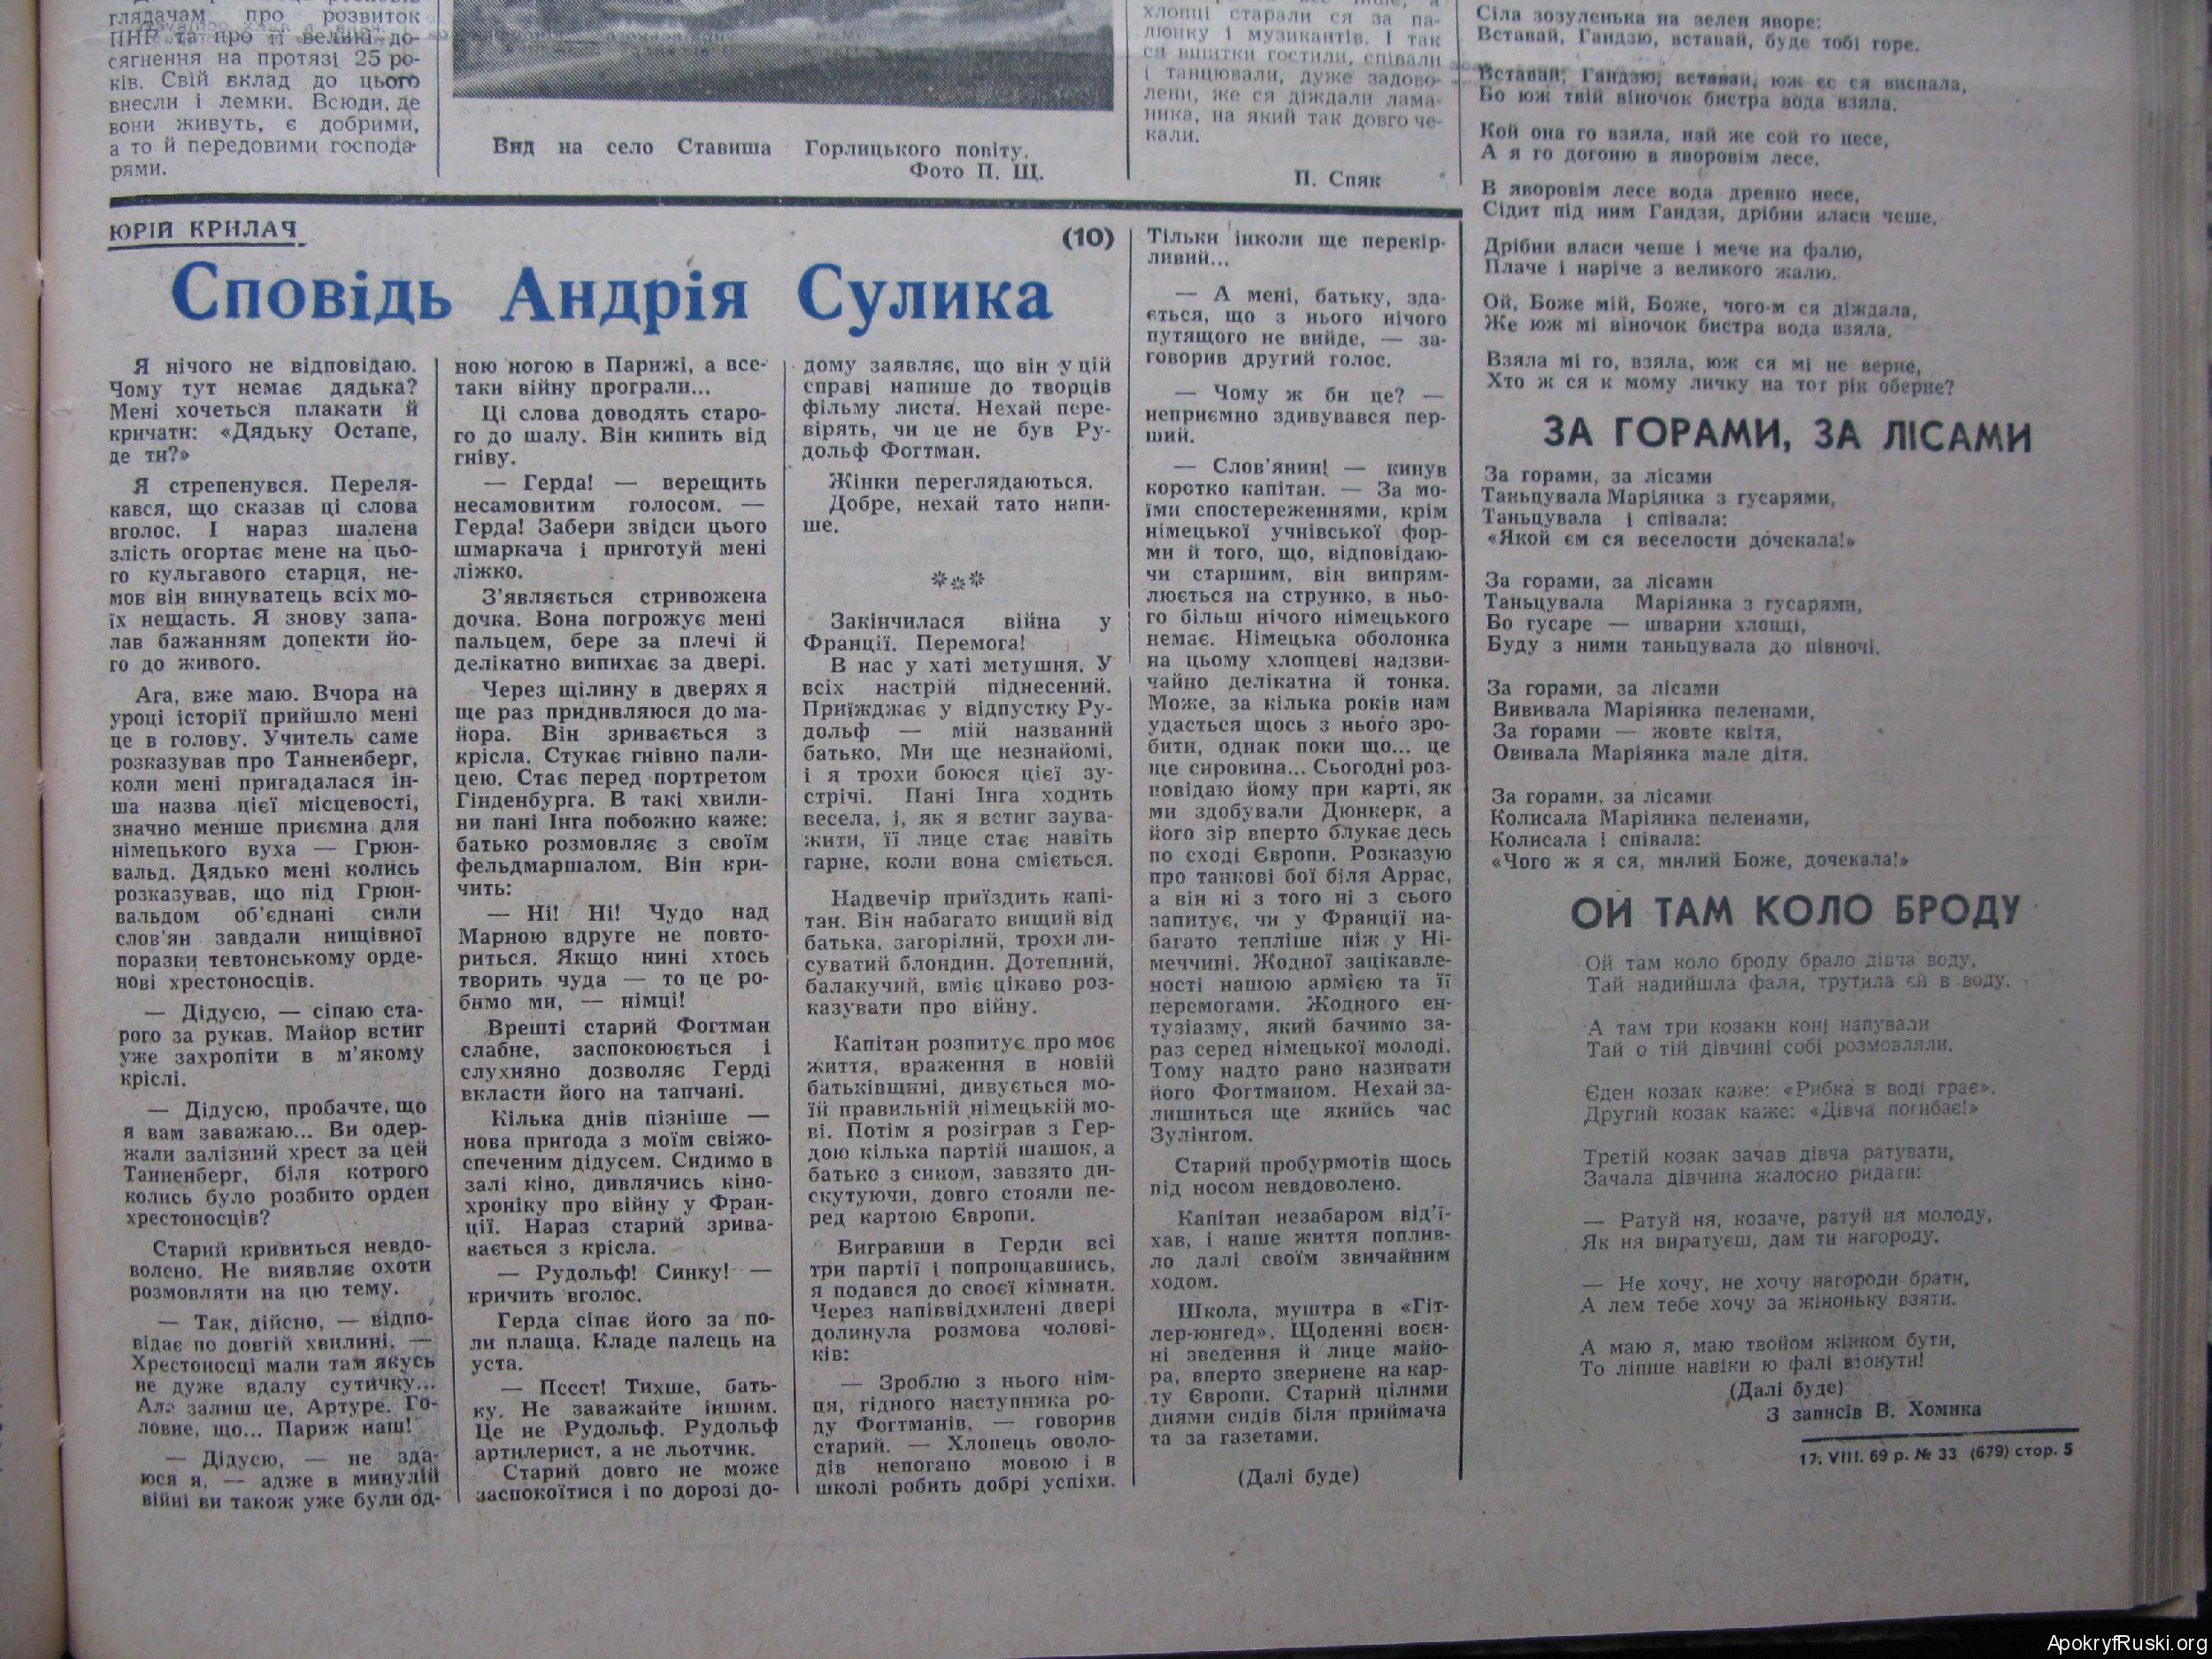 глядачам про розвиток
ПНР та про її великі до-
сягнення на протязі 25 ро-
ків. Свій вклад до цього
внесли і лемки. Всюди, де
вони живуть, є добрими,
а то й передовими господа-
рями.
Вид на село Ставиша Горлицького повіту.
Фото П. Щ.
хлопці старали ся за па-
люнку і музикантів. І так
ся вшитки гостили, співали
і танцювали, дуже задово-
лени, же ся діждали лама-
ника, на який так довго че-
кали.
П. Спяк
ЮРІЙ КРИЛАЧ
(10)
Сповідь Андрія Сулика
Я нічого не відповідаю.
Чому тут немає дядька?
Мені хочеться плакати й
кричати: «Дядьку Остапе,
де ти?»
Я стрепенувся. Переля-
кався, що сказав ці слова
вголос. І нараз шалена
злість огортає мене на цьо-
го кульгавого старця, не-
мов він винуватець всіх мо-
їх нещасть. Я знову запа-
лав бажанням допекти йо-
го до живого.
Ага, вже маю. Вчора на
уроці історії прийшло мені
це в голову. Учитель саме
розказував про Танненберг,
коли мені пригадалася ін-
ша назва цієї місцевості,
значно менше приємна для
німецького вуха — Грюн-
вальд. Дядько мені колись
розказував, що під Грюн-
вальдом об'єднані сили
слов'ян завдали нищівної
поразки тевтонському орде-
нові хрестоносців.
— Дідусю, — сіпаю ста-
рого за рукав. Майор встиг
уже захропіти в м'якому
кріслі.
— Дідусю, пробачте, що
я вам заважаю... Ви одер-
жали залізний хрест за цей
Танненберг, біля котрого
колись було розбито орден
хрестоносців?
Старий кривиться невдо-
волено. Не виявляє охоти
розмовляти на цю тему.
— Так, дійсно, — відпо-
відає по довгій хвилині. —
Хрестоносці мали там якусь
не дуже вдалу сутичку...
Але залиш це, Артуре. Го-
ловне, що... Париж наш!
— Дідусю, — не зда-
юся я, — адже в минулій
війні ви також уже були од-
ною ногою в Парижі, а все-
таки війну програли...
Ці слова доводять старо-
го до шалу. Він кипить від
гніву.
— Герда! — верещить
несамовитим голосом. —
Герда! Забери звідси цього
шмаркача і приготуй мені
ліжко.
З'являється стривожена
дочка. Вона погрожує мені
пальцем, бере за плечі й
делікатно випихає за двері.
Через щілину в дверях я
ще раз придивляюся до ма-
йора. Він зривається з
крісла. Стукає гнівно пали-
цею. Стає перед портретом
Гінденбурга. В такі хвили-
ни пані Інга побожно каже:
батько розмовляє з своїм
фельдмаршалом. Він кри-
чить:
— Ні! Ні! Чудо над
Марною вдруге не повто-
риться. Якщо нині хтось
творить чуда — то це ро-
бимо ми, — німці!
Врешті старий Фогтман
слабне, заспокоюється і
слухняно дозволяє Герді
вкласти його на тапчані.
Кілька днів пізніше —
нова пригода з моїм свіжо-
спеченим дідусем. Сидимо в
залі кіно, дивлячись кіно-
хроніку про війну у Фран-
ції. Нараз старий зрива-
вається з крісла.
— Рудольф! Синку! —
кричить вголос.
Герда сіпає його за по-
ли плаща. Кладе палець на
уста.
— Пссст! Тихше, бать-
ку. Не заважайте іншим.
Це не Рудольф. Рудольф
артилерист, а не льотчик.
Старий довго не може
заспокоїтися і по дорозі до-
дому заявляє, що він у цій
справі напише до творців
фільму листа. Нехай пере-
вірять, чи це не був Ру-
дольф Фогтман.
Жінки переглядаються.
Добре, нехай тато напи-
ше.
***
Закінчилася війна у
Франції. Перемога!
В нас у хаті метушня. У
всіх настрій піднесений.
Приїжджає у відпустку Ру-
дольф — мій названий
батько. Ми ще незнайомі,
і я трохи боюся цієї зу-
стрічі. Пані Інга ходить
весела, і, як я встиг заува-
жити, її лице стає навіть
гарне, коли вона сміється.
Надвечір приїздить капі-
тан. Він набагато вищий від
батька, загорілий, трохи ли-
суватий блондин. Дотепний,
балакучий, вміє цікаво роз-
казувати про війну.
Капітан розпитує про моє
життя, враження в новій
батьківщині, дивується мо-
їй правильній німецькій мо-
ві. Потім я розіграв з Гер-
дою кілька партій шашок, а
батько з сином, завзято ди-
скутуючи, довго стояли пе-
ред картою Європи.
Вигравши в Герди всі
три партії і попрощавшись,
я подався до своєї кімнати.
Через напіввідхилені двері
долинула розмова чолові-
ків:
— Зроблю з нього нім-
ця, гідного наступника ро-
ду Фогтманів, — говорив
старий. — Хлопець оволо-
дів непогано мовою і в
школі робить добрі успіхи.
Тільки інколи ще перекір-
ливий...
— А мені, батьку, зда-
ється, що з нього нічого
путящого не вийде, — за-
говорив другий голос.
— Чому ж би це? —
неприємно здивувався пер-
ший.
— Слов'янин! — кинув
коротко капітан. — За мо-
їми спостереженнями, крім
німецької учнівської фор-
ми й того, що, відповідаю-
чи старшим, він випрям-
люється на струнко, в ньо-
го більш нічого німецького
немає. Німецька оболонка
на цьому хлопцеві надзви-
чайно делікатна й тонка.
Може, за кілька років нам
удасться щось з нього зро-
бити, однак поки що... це
ще сировина... Сьогодні роз-
повідаю йому при карті, як
ми здобували Дюнкерк, а
його зір вперто блукає десь
по сході Європи. Розказую
про танкові бої біля Аррас,
а він ні з того ні з сього
запитує, чи у Франції на-
багато тепліше ніж у Ні-
меччині. Жодної зацікавле-
ності нашою армією та її
перемогами. Жодного ен-
тузіазму, який бачимо за-
раз серед німецької молоді.
Тому надто рано називати
його Фогтманом. Нехай за-
лишиться ще якийсь час
Зулінгом.
Старий пробурмотів щось
під носом невдоволено.
Капітан незабаром від'ї-
хав, і наше життя поплив-
ло далі своїм звичайним
ходом.
Школа, муштра в «Гіт-
лер-юнгед». Щоденні воєн-
ні зведення й лице майо-
ра, вперто звернене на кар-
ту Європи. Старий цілими
днями сидів біля приймача
та за газетами.
(Далі буде)
Сіла зозуленька на зелен яворе:
Вставай, Гандзю, вставай, буде тобі горе.
Вставай, Гандзю, вставай, юж єс ся виспала,
Бо юж твій віночок бистра вода взяла.
Кой она го взяла, най же сой го несе,
А я го догоню в яворовім лесе.
В яворовім лесе вода древко несе,
Сідит під ним Гандзя, дрібни власи чеше.
Дрібни власи чеше і мече на фалю,
Плаче і наріче з великого жалю.
Ой, Боже мій, Боже, чого-м ся діждала,
Же юж мі віночок бистра вода взяла.
Взяла мі го, взяла, юж ся мі не верне,
Хто ж ся к мому личку на тот рік оберне?
ЗА ГОРАМИ, ЗА ЛІСАМИ
За горами, за лісами
Таньцувала Маріянка з гусарями,
Таньцувала і співала:
«Якой єм ся веселости дочекала!»
За горами, за лісами
Таньцувала Маріянка з гусарями,
Бо гусаре — шварни хлопці,
Буду з ними таньцувала до півночі.
За горами, за лісами
Вививала Маріянка пеленами,
За горами — жовте квітя,
Овивала Маріянка мале дітя.
За горами, за лісами
Колисала Маріянка пеленами,
Колисала і співала:
«Чого ж я ся, милий Боже, дочекала!»
ОЙ ТАМ КОЛО БРОДУ
Ой там коло броду брало дівча воду,
Тай надийшла фаля, трутила єй в воду.
А там три козаки коні напували
Тай о тій дівчині собі розмовляли.
Єден козак каже: «Рибка в воді грає».
Другий козак каже: «Дівча погибає!»
Третій козак зачав дівча ратувати,
Зачала дівчина жалосно ридати:
— Ратуй ня, козаче, ратуй ня молоду,
Як ня виратуєш, дам ти нагороду.
— Не хочу, не хочу нагороди брати,
А лем тебе хочу за жіноньку взяти.
А маю я, маю твойом жінком бути,
То ліпше навіки ю фалі втонути!
(Далі буде)
З записів В. Хомика
17. VIII. 69 р. № 33 (679) стор. 5
ApokryfRuski.org